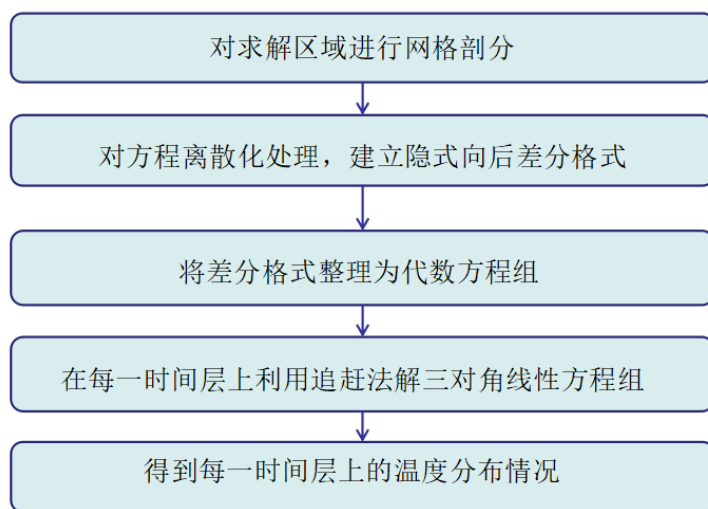 对求解区域进行网格剖分
对方程离散化处理，建立隐式向后差分格式
将差分格式整理为代数方程组
在每一时间层上利用追赶法解三对角线性方程组
得到每一时间层上的温度分布情况